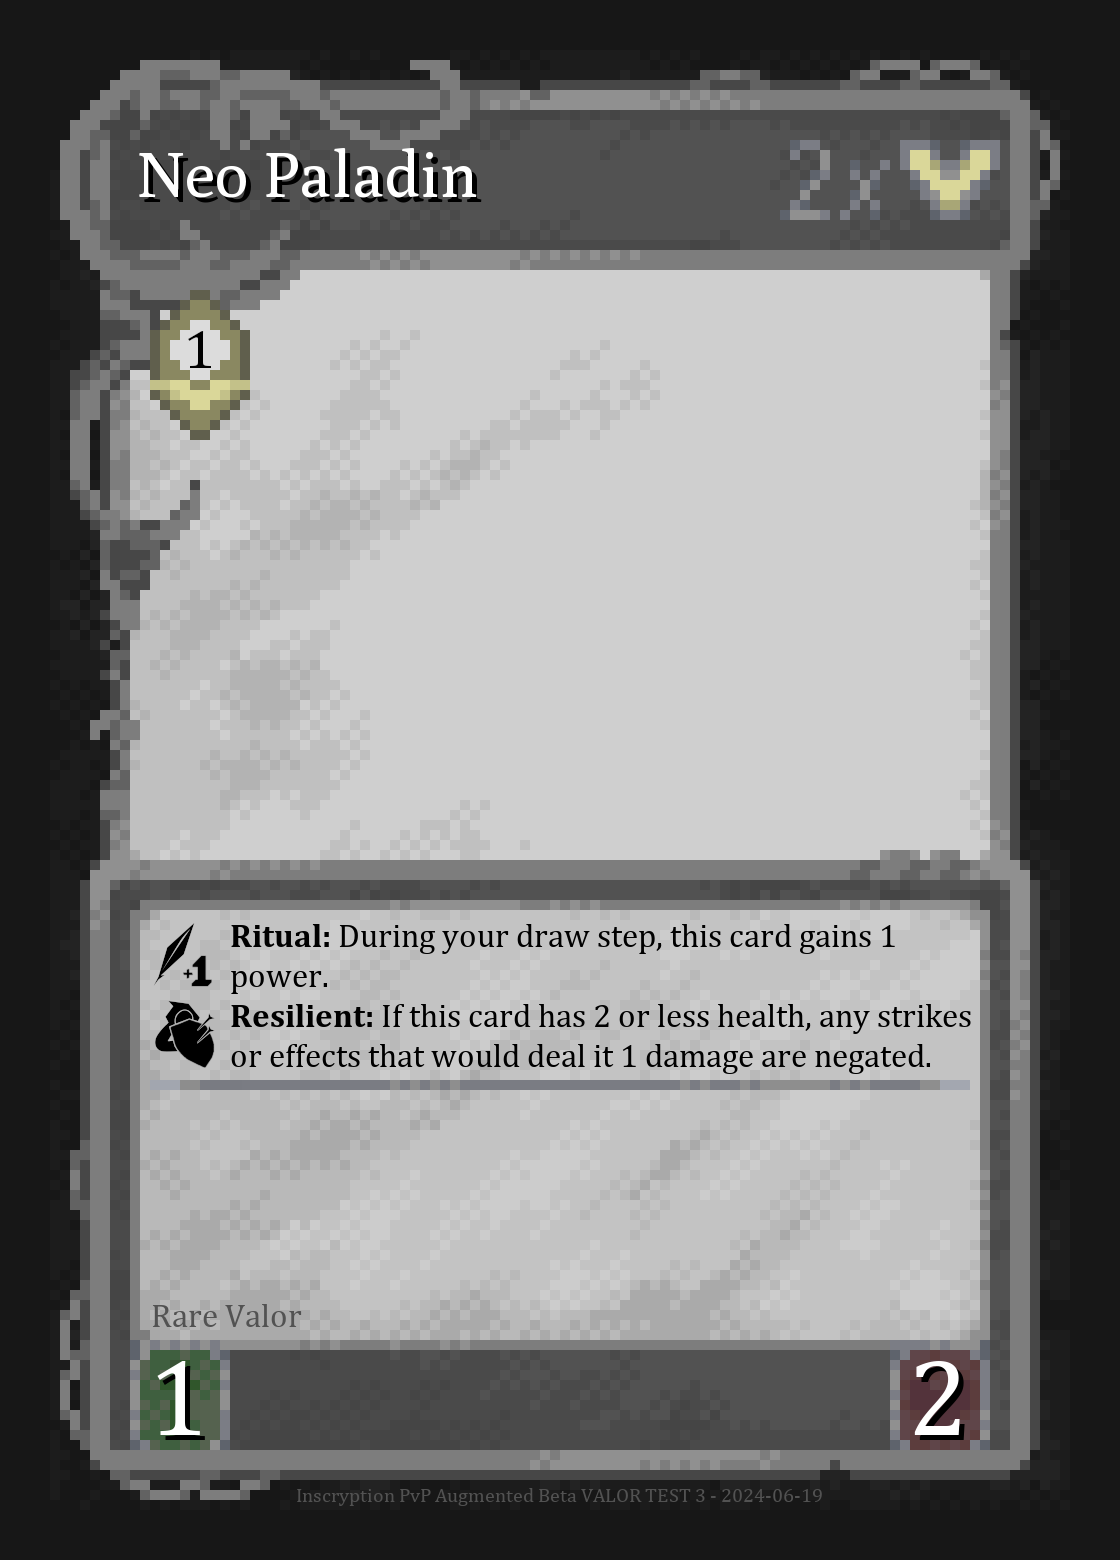 Neo Paladin
2x
1
Ritual: During your draw step, this card gains 1
power.
+1
Resilient: If this card has 2 or less health, any strikes
or effects that would deal it 1 damage are negated.
Rare Valor
1
2
Inscryption PvP Augmented Beta VALOR TEST 3 - 2024-06-19